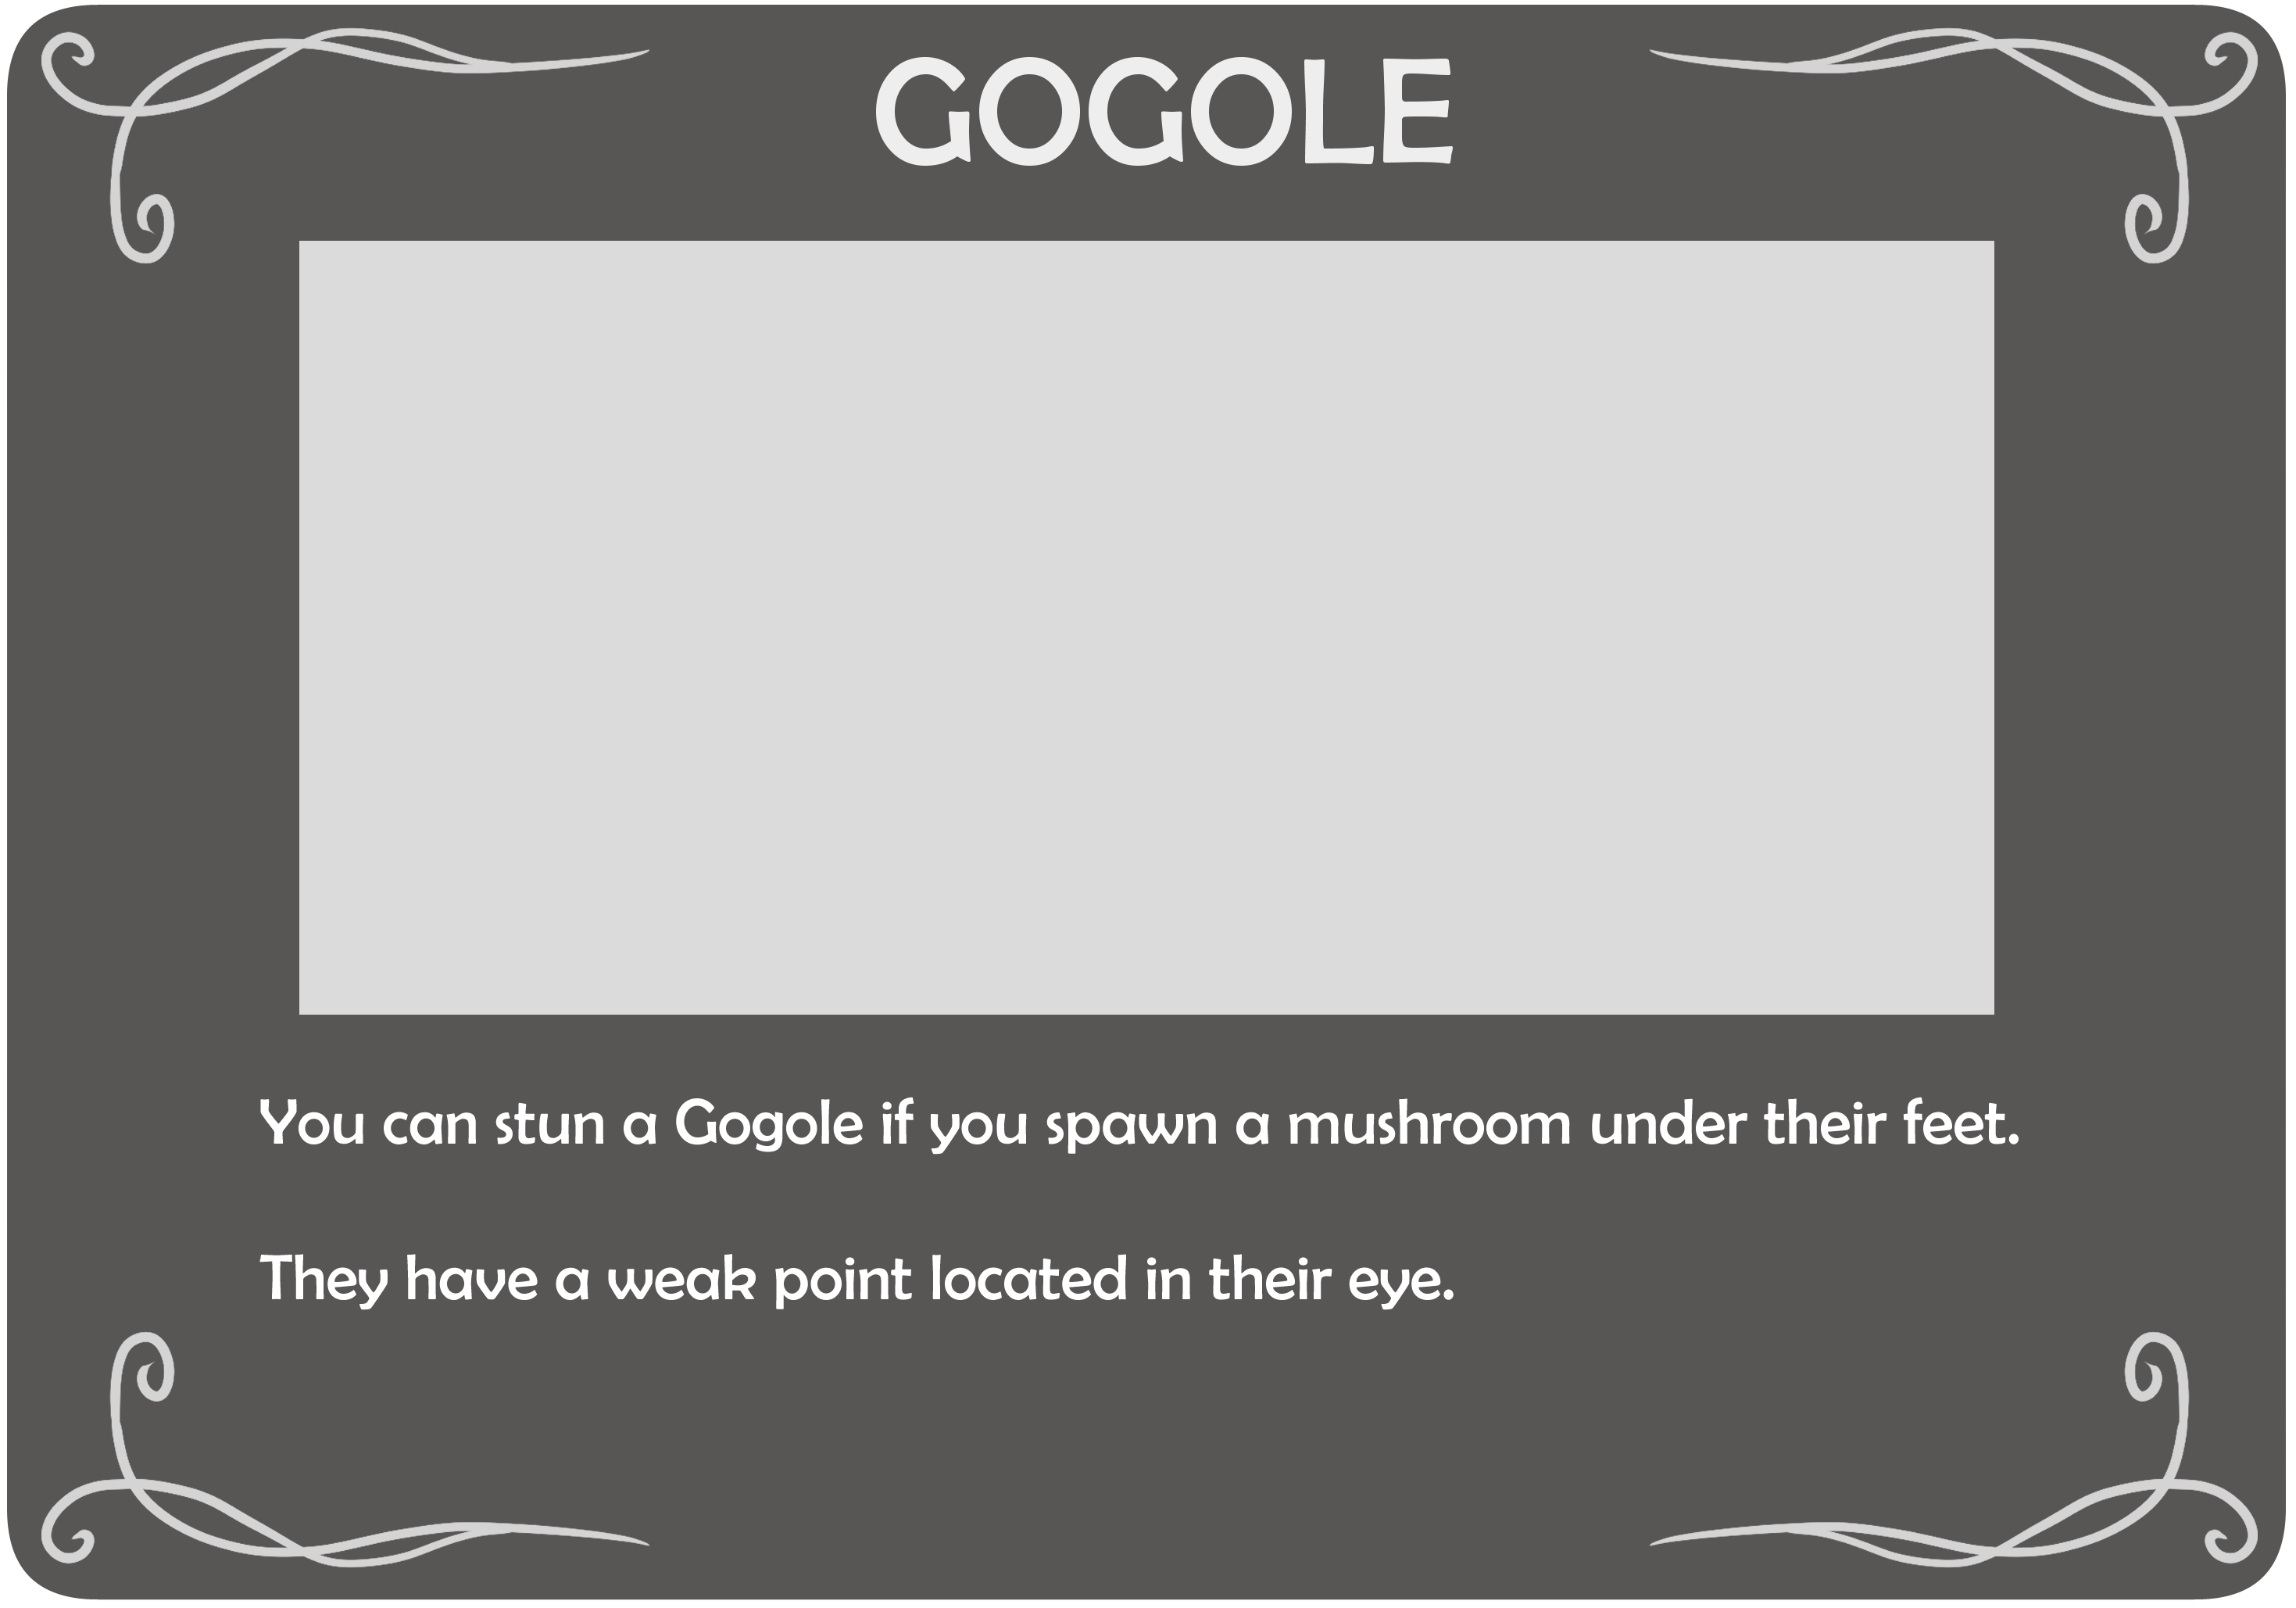 GOGOLE
You can stun a Gogole if you spawn a mushroom under their feet.
They have a weak point located in their eye.